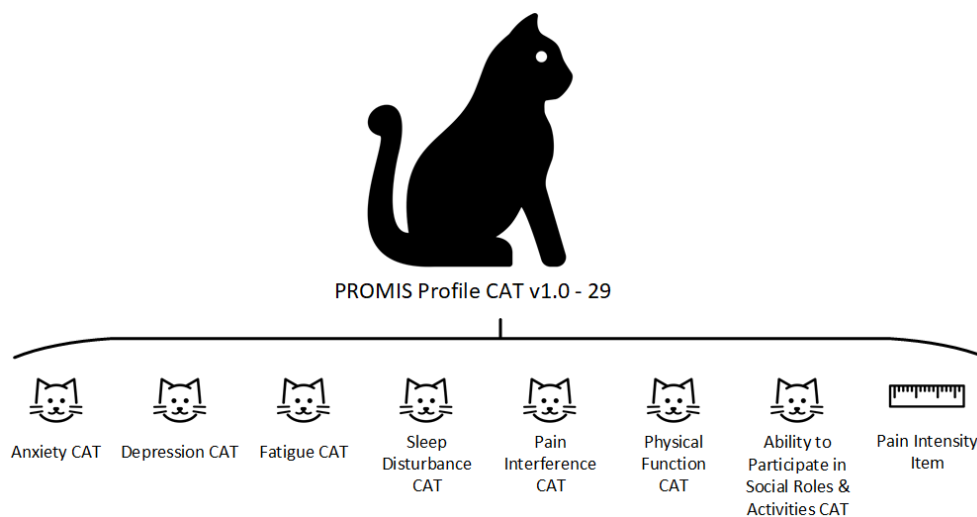 PROMIS Profile CAT v1.0 - 29
Anxiety CAT
Depression CAT
Fatigue CAT
Sleep
Disturbance
CAT
Pain
Interference
CAT
Physical
Function
CAT
Ability to
Participate in
Social Roles &
Activities CAT
Pain Intensity
Item